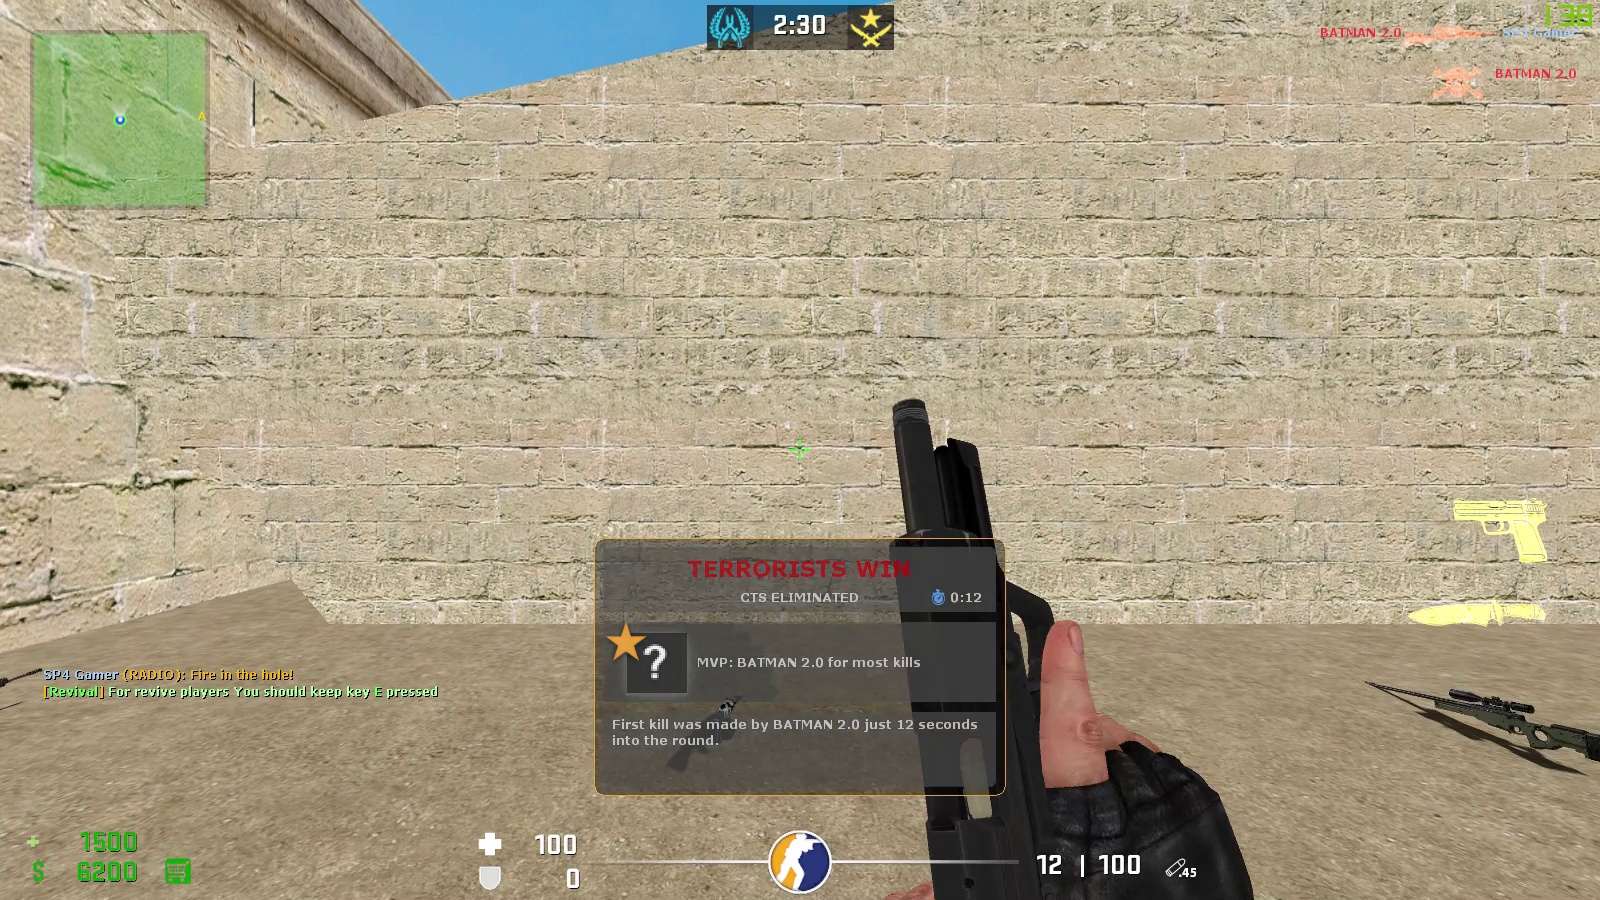 2:30
138
BATMAN 2.0 SP4 Gamer
BATMAN 2.0
A
TERRORISTS WIN
CTS ELIMINATED 0:12
?
MVP: BATMAN 2.0 for most kills
First kill was made by BATMAN 2.0 just 12 seconds
into the round.
SP4 Gamer (RADIO): Fire in the hole!
[Revival] For revive players You should keep key E pressed
+ 1500
$ 6200
100
0
12 | 100
.45